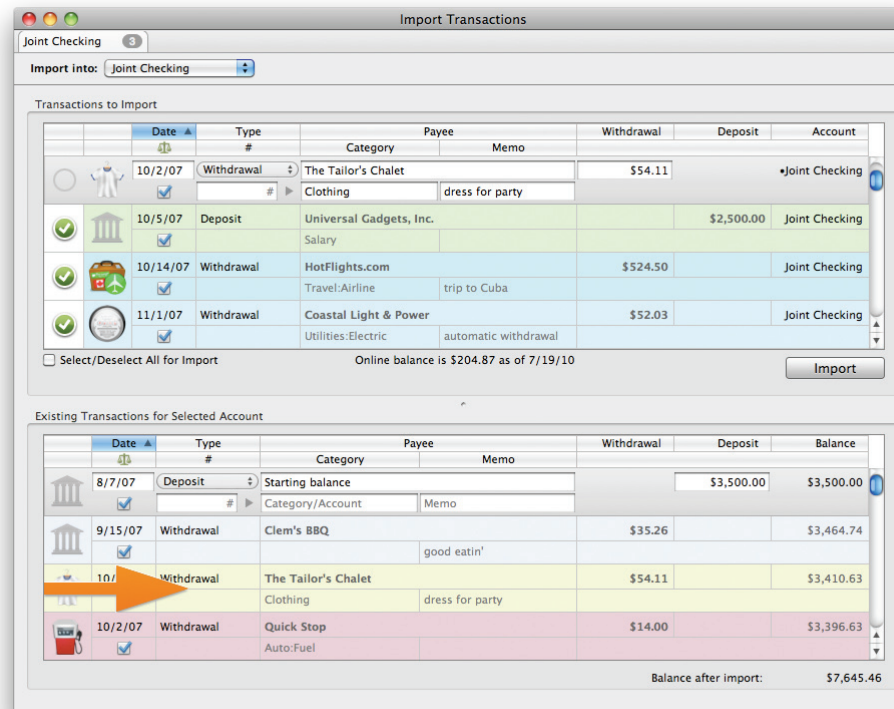 Import Transactions
Joint Checking 3
Import into: Joint Checking
Transactions to Import
Date Type Payee Withdrawal Deposit Account
# Category Memo
10/2/07 Withdrawal The Tailor's Chalet $54.11 •Joint Checking
# Clothing dress for party
10/5/07 Deposit Universal Gadgets, Inc. $2,500.00 Joint Checking
Salary
10/14/07 Withdrawal HotFlights.com $524.50 Joint Checking
Travel:Airline trip to Cuba
11/1/07 Withdrawal Coastal Light & Power $52.03 Joint Checking
Utilities:Electric automatic withdrawal
Select/Deselect All for Import Online balance is $204.87 as of 7/19/10
Import
Existing Transactions for Selected Account
Date Type Payee Withdrawal Deposit Balance
# Category Memo
8/7/07 Deposit Starting balance $3,500.00 $3,500.00
# Category/Account Memo
9/15/07 Withdrawal Clem's BBQ $35.26 $3,464.74
good eatin'
10/ Withdrawal The Tailor's Chalet $54.11 $3,410.63
Clothing dress for party
10/2/07 Withdrawal Quick Stop $14.00 $3,396.63
Auto:Fuel
Balance after import: $7,645.46